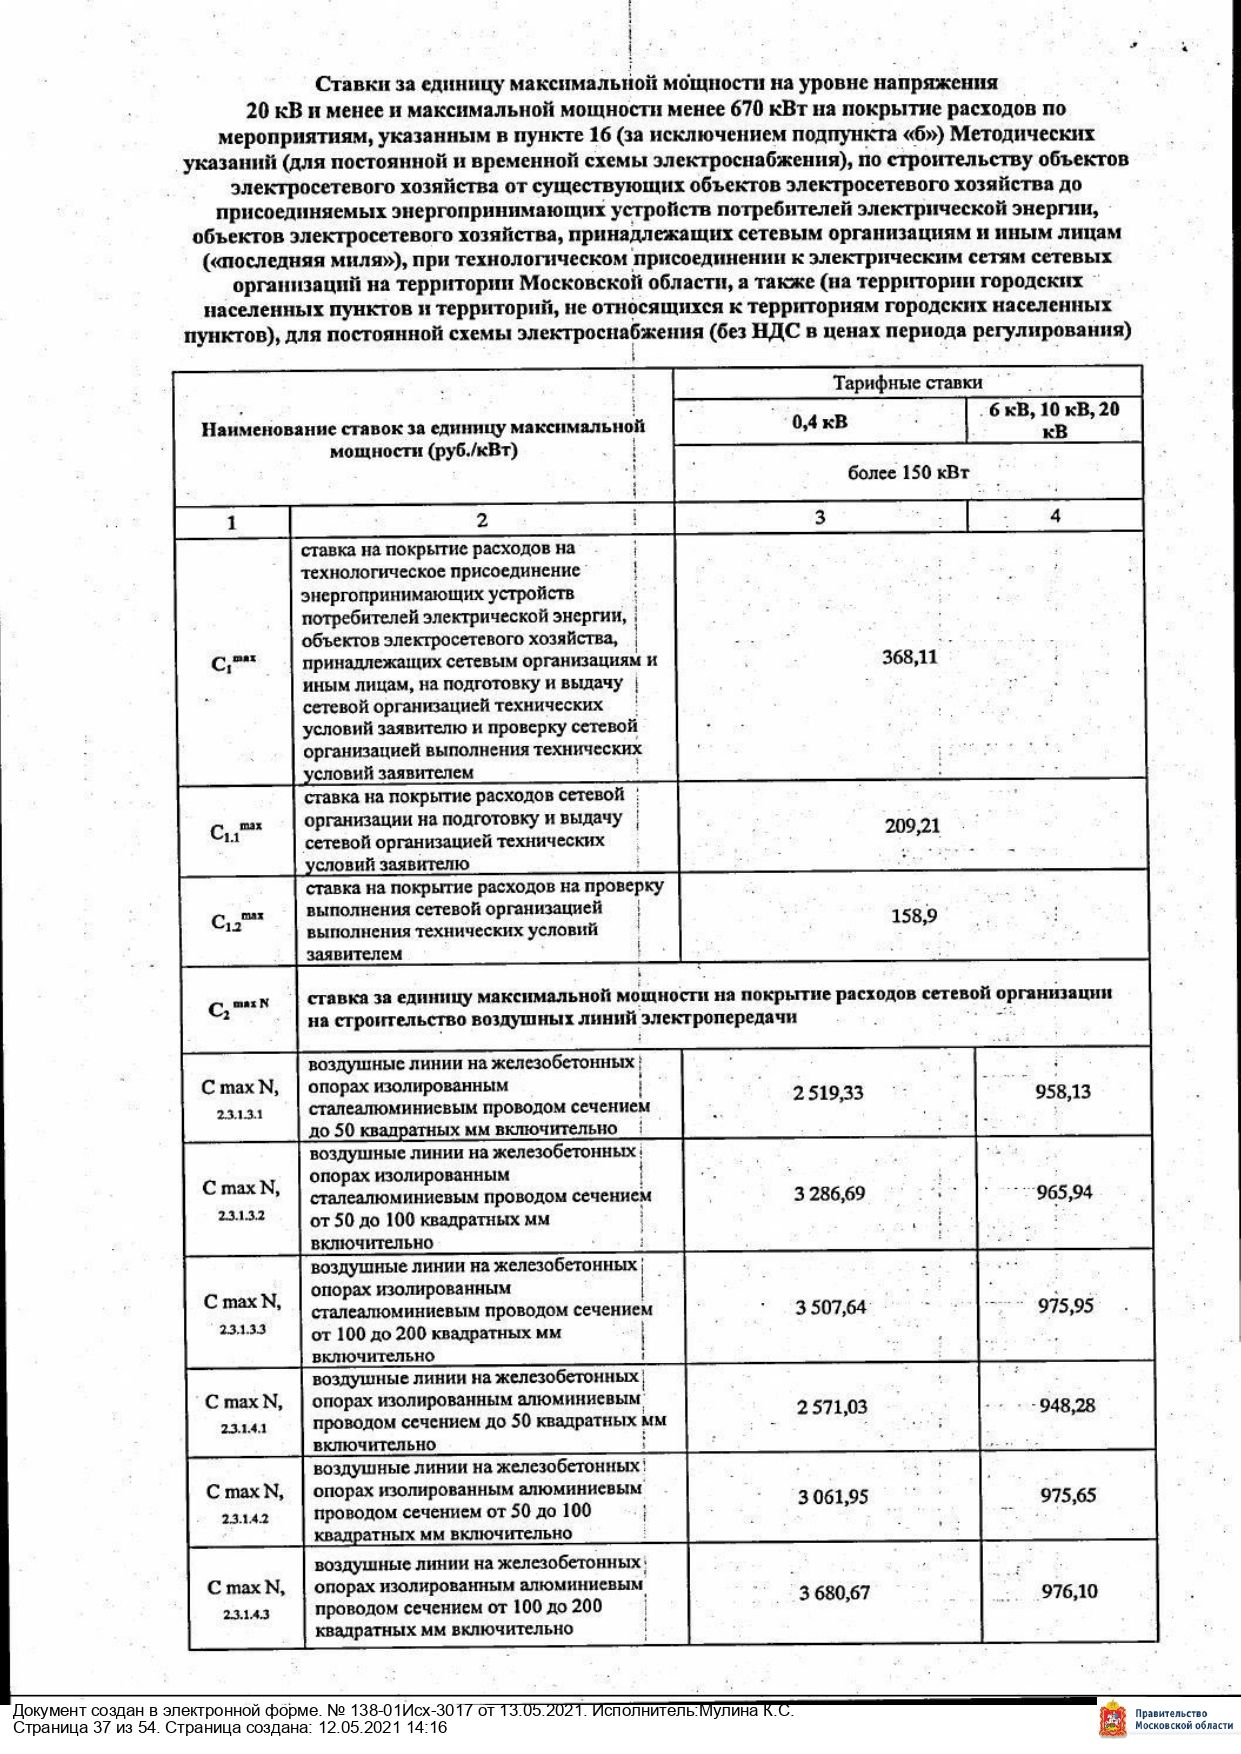 Ставки за единицу максимальной мощности на уровне напряжения
20 кВ и менее и максимальной мощности менее 670 кВт на покрытие расходов по
мероприятиям, указанным в пункте 16 (за исключением подпункта «б») Методических
указаний (для постоянной и временной схемы электроснабжения), по строительству объектов
электросетевого хозяйства от существующих объектов электросетевого хозяйства до
присоединяемых энергопринимающих устройств потребителей электрической энергии,
объектов электросетевого хозяйства, принадлежащих сетевым организациям и иным лицам
(«последняя миля»), при технологическом присоединении к электрическим сетям сетевых
организаций на территории Московской области, а также (на территории городских
населенных пунктов и территорий, не относящихся к территориям городских населенных
пунктов), для постоянной схемы электроснабжения (без НДС в ценах периода регулирования)
Наименование ставок за единицу максимальной
мощности (руб./кВт)
Тарифные ставки
0,4 кВ
6 кВ, 10 кВ, 20
кВ
более 150 кВт
1
2
3
4
C1 max
ставка на покрытие расходов на
технологическое присоединение
энергопринимающих устройств
потребителей электрической энергии,
объектов электросетевого хозяйства,
принадлежащих сетевым организациям и
иным лицам, на подготовку и выдачу
сетевой организацией технических
условий заявителю и проверку сетевой
организацией выполнения технических
условий заявителем
368,11
C1.1 max
ставка на покрытие расходов сетевой
организации на подготовку и выдачу
сетевой организацией технических
условий заявителю
209,21
C1.2 max
ставка на покрытие расходов на проверку
выполнения сетевой организацией
выполнения технических условий
заявителем
158,9
C2 max N
ставка за единицу максимальной мощности на покрытие расходов сетевой организации
на строительство воздушных линий электропередачи
C max N,
2.3.1.3.1
воздушные линии на железобетонных
опорах изолированным
сталеалюминиевым проводом сечением
до 50 квадратных мм включительно
2 519,33
958,13
C max N,
2.3.1.3.2
воздушные линии на железобетонных
опорах изолированным
сталеалюминиевым проводом сечением
от 50 до 100 квадратных мм
включительно
3 286,69
965,94
C max N,
2.3.1.3.3
воздушные линии на железобетонных
опорах изолированным
сталеалюминиевым проводом сечением
от 100 до 200 квадратных мм
включительно
3 507,64
975,95
C max N,
2.3.1.4.1
воздушные линии на железобетонных
опорах изолированным алюминиевым
проводом сечением до 50 квадратных мм
включительно
2 571,03
948,28
C max N,
2.3.1.4.2
воздушные линии на железобетонных
опорах изолированным алюминиевым
проводом сечением от 50 до 100
квадратных мм включительно
3 061,95
975,65
C max N,
2.3.1.4.3
воздушные линии на железобетонных
опорах изолированным алюминиевым
проводом сечением от 100 до 200
квадратных мм включительно
3 680,67
976,10
Документ создан в электронной форме. № 138-01Исх-3017 от 13.05.2021. Исполнитель:Мулина К.С.
Страница 37 из 54. Страница создана: 12.05.2021 14:16
Правительство
Московской области